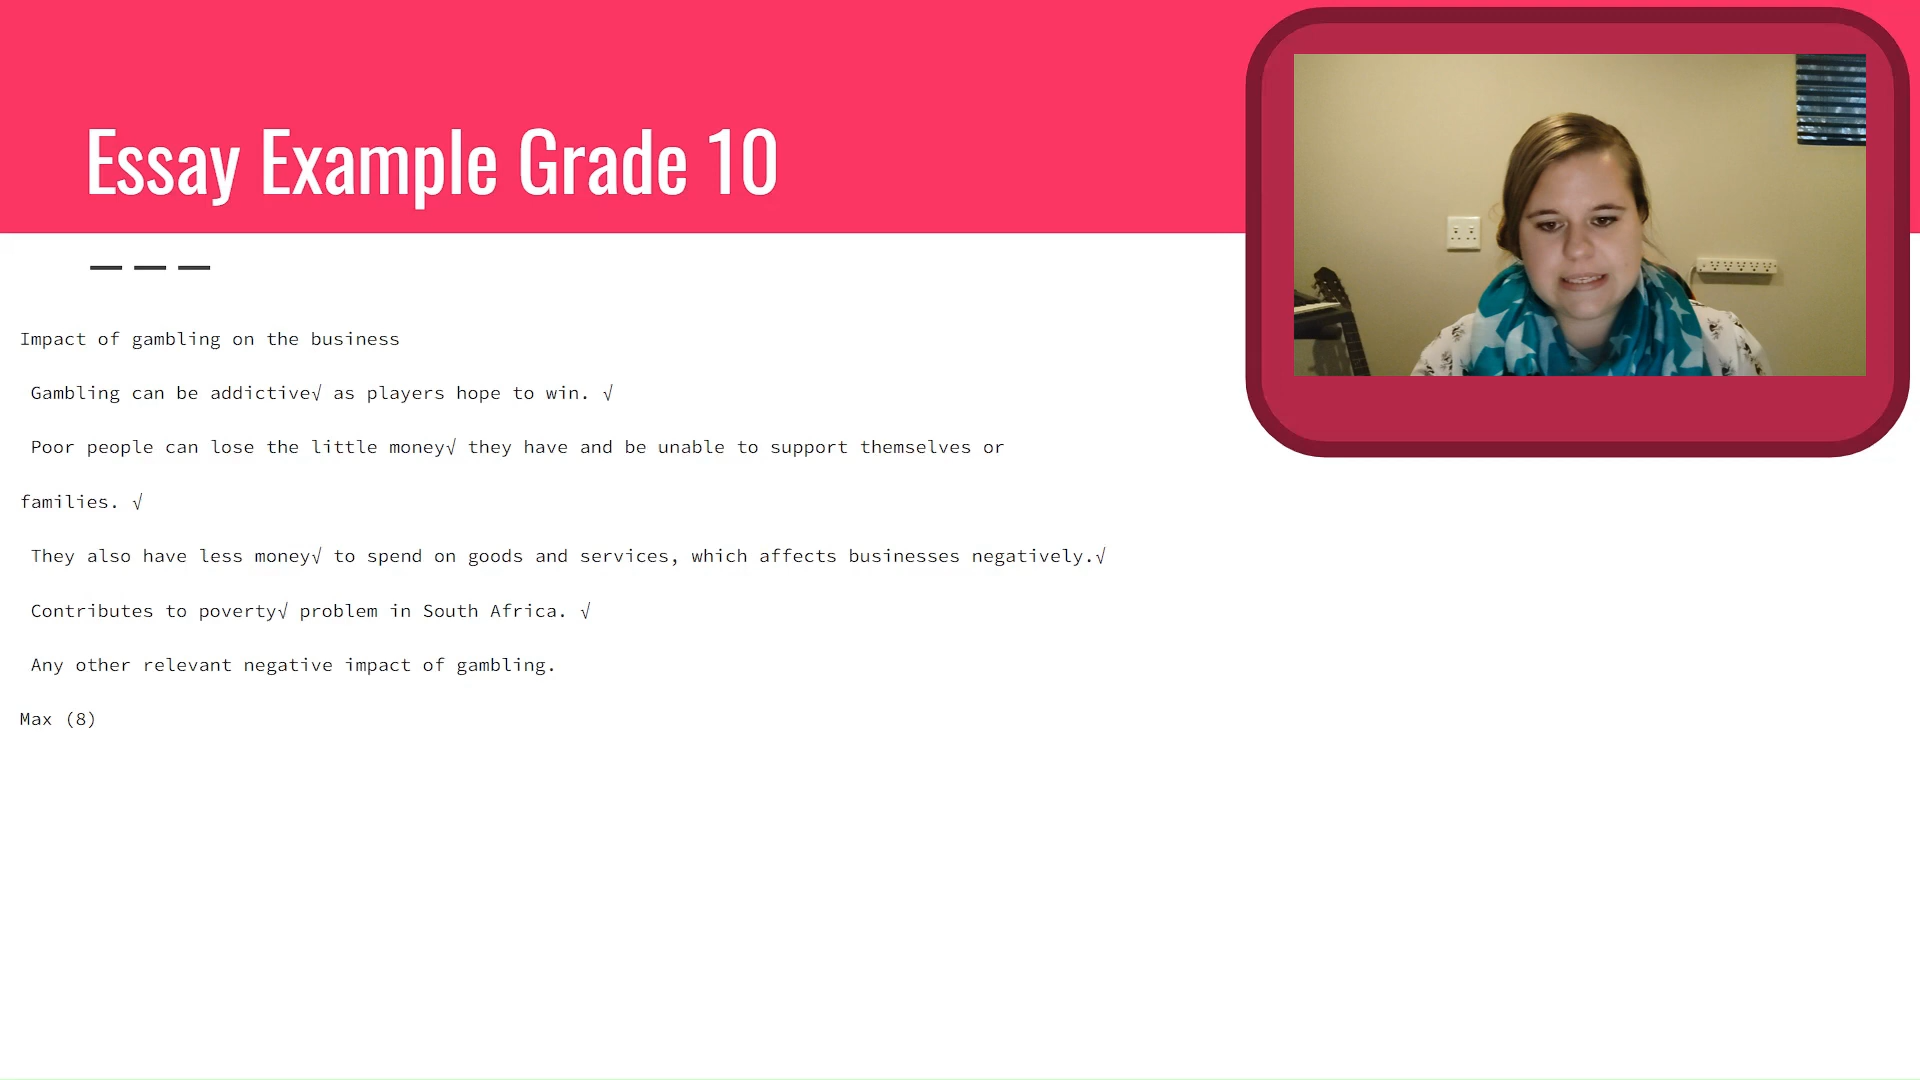 Essay Example Grade 10
Impact of gambling on the business
Gambling can be addictive√ as players hope to win. √
Poor people can lose the little money√ they have and be unable to support themselves or
families. √
They also have less money√ to spend on goods and services, which affects businesses negatively.√
Contributes to poverty√ problem in South Africa. √
Any other relevant negative impact of gambling.
Max (8)